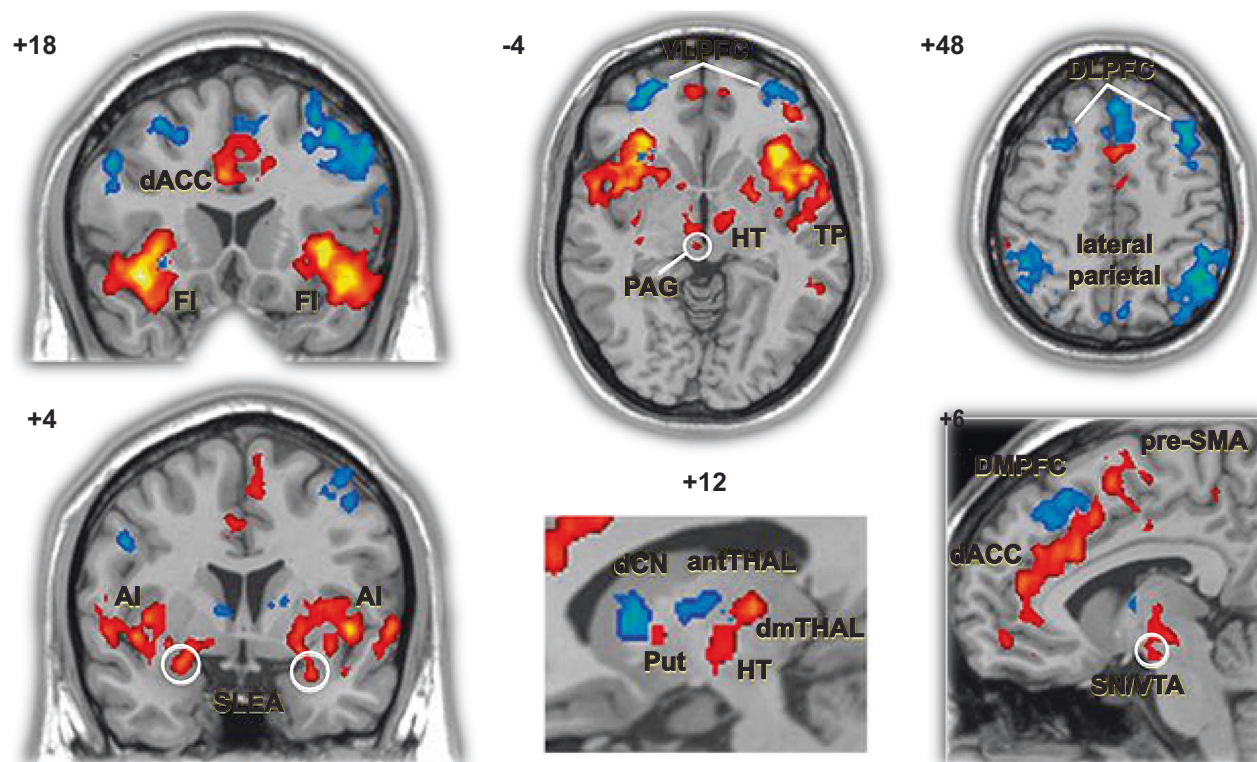 +18
dACC
FI
FI
-4
VLPFC
HT
TP
PAG
+48
DLPFC
lateral
parietal
+4
AI
AI
SLEA
+12
dCN
antTHAL
dmTHAL
Put
HT
+6
pre-SMA
DMPFC
dACC
SN/VTA